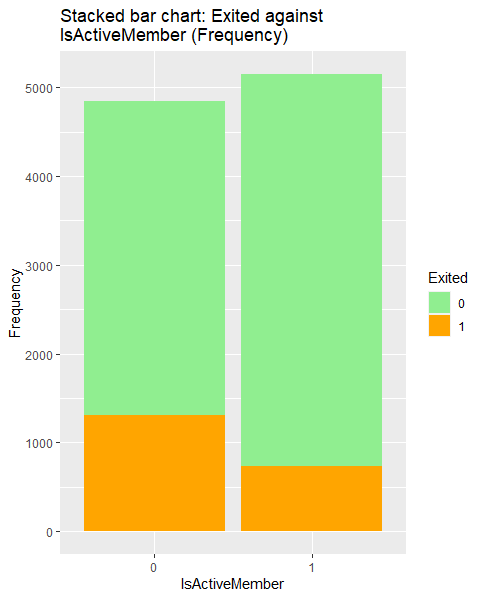 Stacked bar chart: Exited against
IsActiveMember (Frequency)
5000
4000
3000
2000
1000
0
Frequency
0
1
IsActiveMember
Exited
0
1